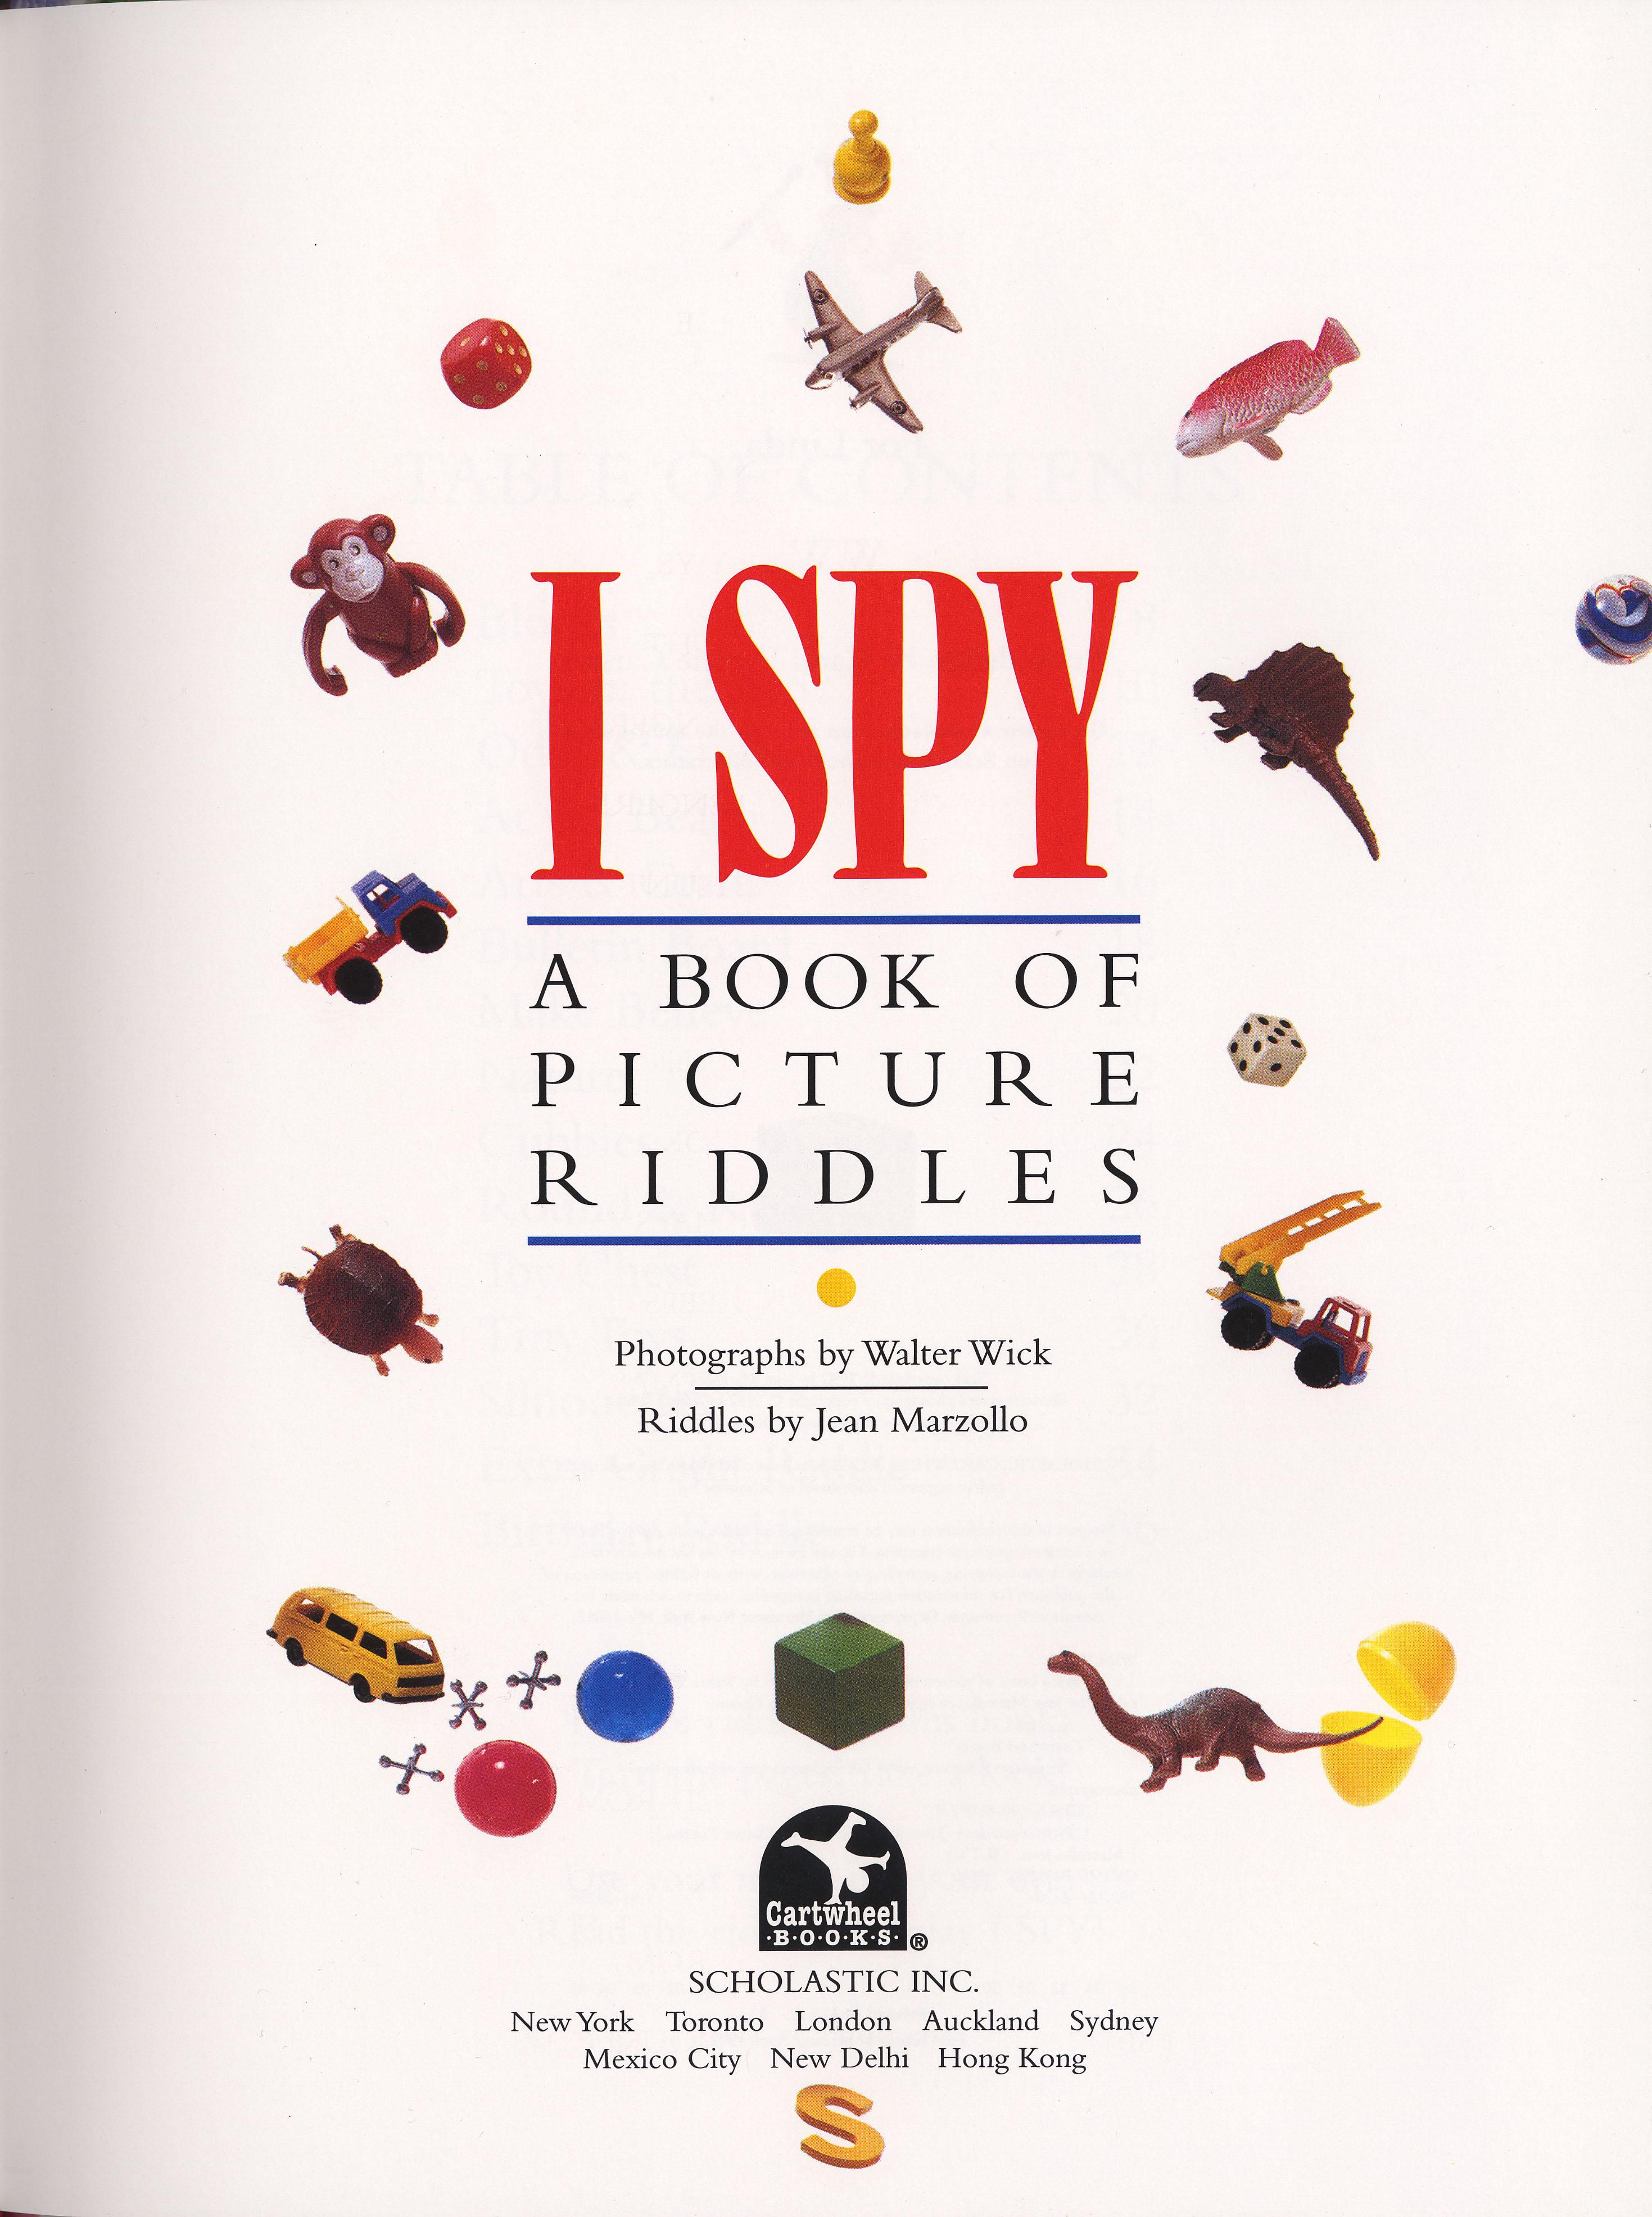 I SPY
A BOOK OF
PICTURE
RIDDLES
Photographs by Walter Wick
Riddles by Jean Marzollo
Cartwheel
·B·O·O·K·S·®
SCHOLASTIC INC.
New York Toronto London Auckland Sydney
Mexico City New Delhi Hong Kong
S